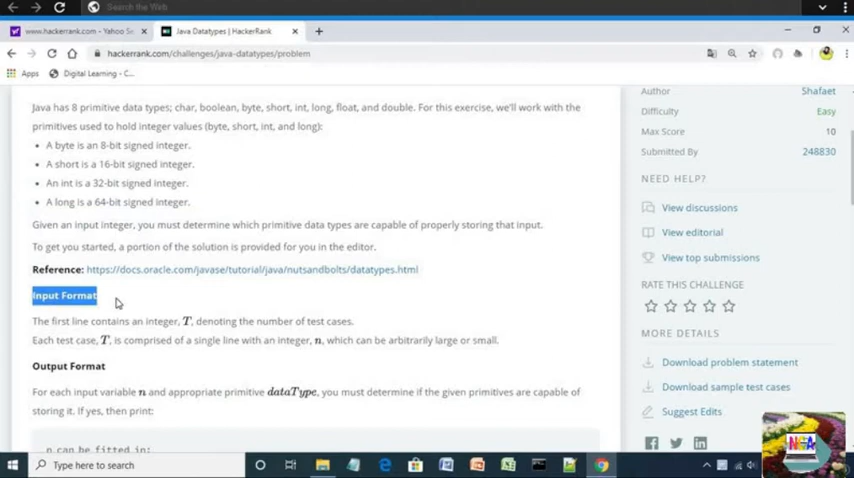 Search the Web
www.hackerrank.com - Yahoo Se
Java Datatypes | HackerRank
hackerrank.com/challenges/java-datatypes/problem
Apps
Digital Learning - C...
Java has 8 primitive data types; char, boolean, byte, short, int, long, float, and double. For this exercise, we'll work with the
primitives used to hold integer values (byte, short, int, and long):
• A byte is an 8-bit signed integer.
• A short is a 16-bit signed integer.
• An int is a 32-bit signed integer.
• A long is a 64-bit signed integer.
Given an input integer, you must determine which primitive data types are capable of properly storing that input.
To get you started, a portion of the solution is provided for you in the editor.
Reference: https://docs.oracle.com/javase/tutorial/java/nutsandbolts/datatypes.html
Input Format
The first line contains an integer, T, denoting the number of test cases.
Each test case, T, is comprised of a single line with an integer, n, which can be arbitrarily large or small.
Output Format
For each input variable n and appropriate primitive dataType, you must determine if the given primitives are capable of
storing it. If yes, then print:
n can be fitted in:
Author Shafaet
Difficulty Easy
Max Score 10
Submitted By 248830
NEED HELP?
View discussions
View editorial
View top submissions
RATE THIS CHALLENGE
MORE DETAILS
Download problem statement
Download sample test cases
Suggest Edits
NGA
Type here to search